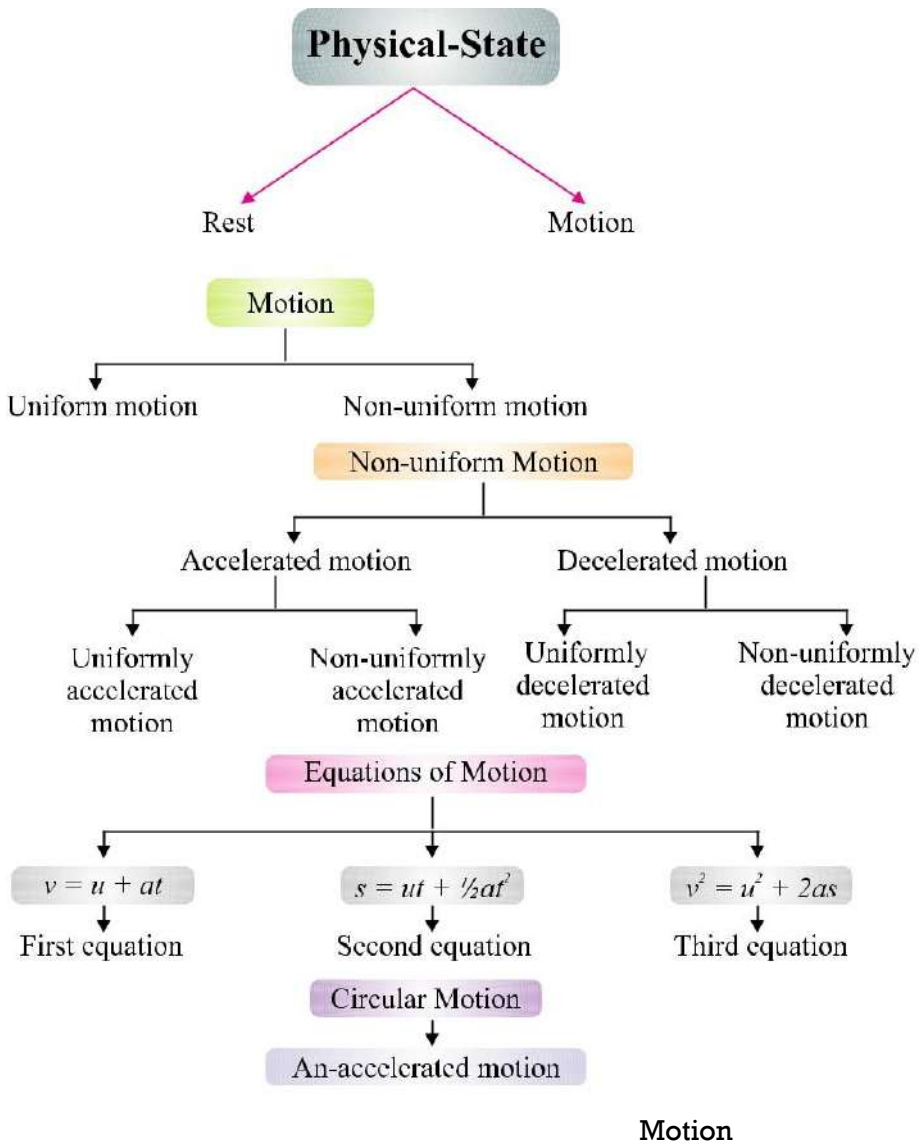 Physical-State
Rest Motion
Motion
Uniform motion Non-uniform motion
Non-uniform Motion
Accelerated motion Decelerated motion
Uniformly accelerated motion
Non-uniformly accelerated motion
Uniformly decelerated motion
Non-uniformly decelerated motion
Equations of Motion
v = u + at s = ut + ½at² v² = u² + 2as
First equation Second equation Third equation
Circular Motion
An-accelerated motion
Motion